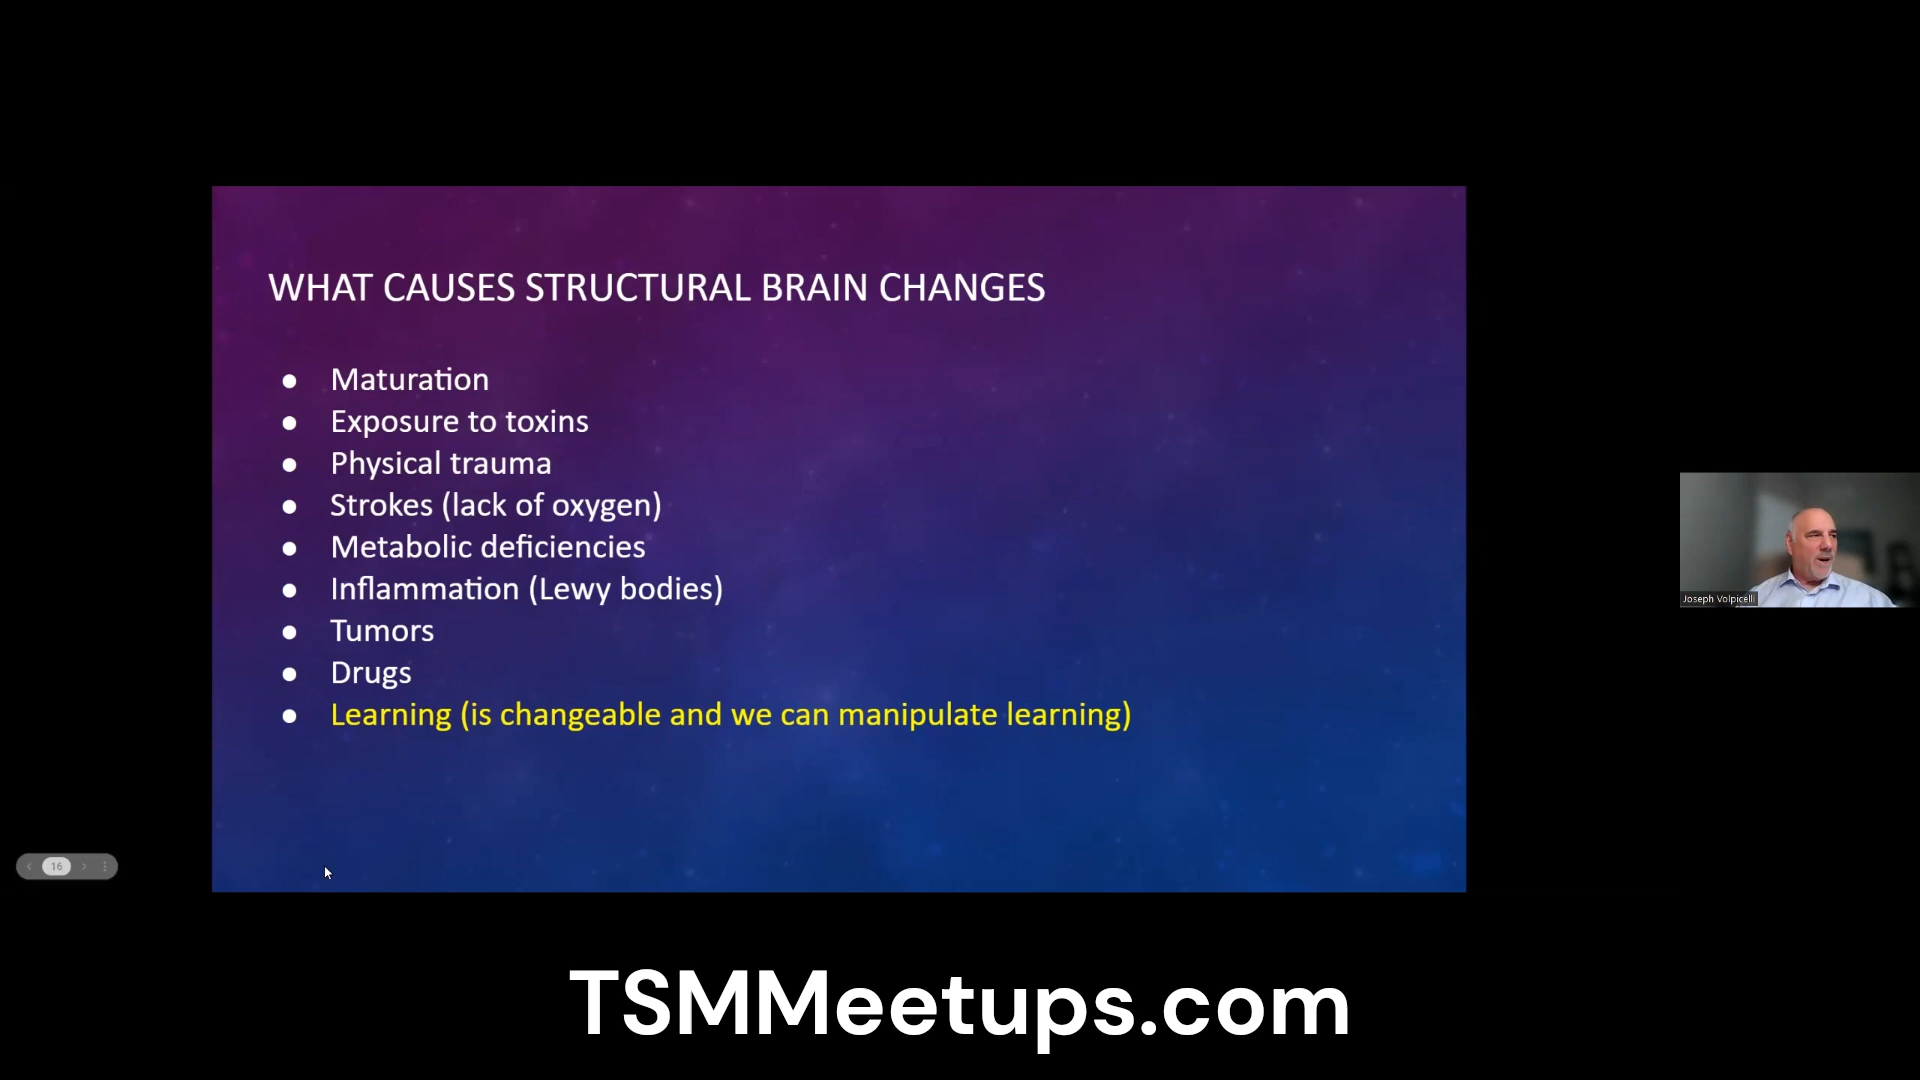 WHAT CAUSES STRUCTURAL BRAIN CHANGES
● Maturation
● Exposure to toxins
● Physical trauma
● Strokes (lack of oxygen)
● Metabolic deficiencies
● Inflammation (Lewy bodies)
● Tumors
● Drugs
● Learning (is changeable and we can manipulate learning)
Joseph Volpicelli
16
TSMMeetups.com